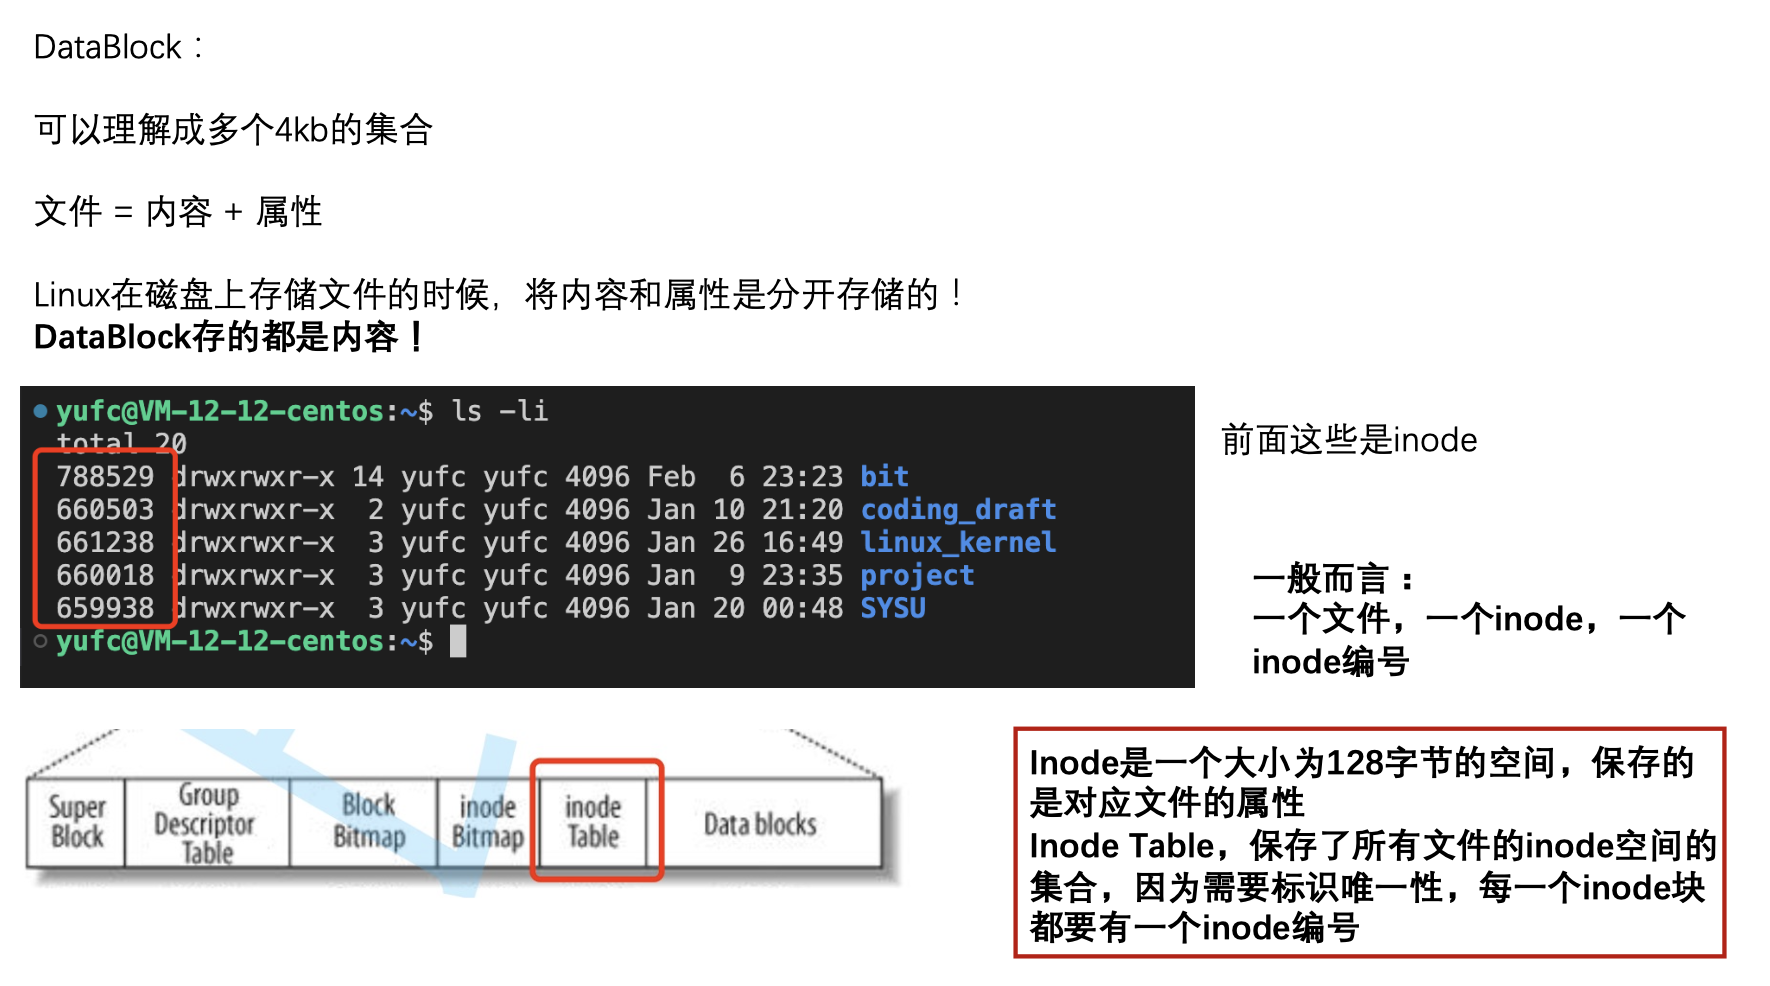 DataBlock：
可以理解成多个4kb的集合
文件 = 内容 + 属性
Linux在磁盘上存储文件的时候，将内容和属性是分开存储的！
DataBlock存的都是内容！
yufc@VM-12-12-centos:~$ ls -li
total 20
788529 drwxrwxr-x 14 yufc yufc 4096 Feb  6 23:23 bit
660503 drwxrwxr-x  2 yufc yufc 4096 Jan 10 21:20 coding_draft
661238 drwxrwxr-x  3 yufc yufc 4096 Jan 26 16:49 linux_kernel
660018 drwxrwxr-x  3 yufc yufc 4096 Jan  9 23:35 project
659938 drwxrwxr-x  3 yufc yufc 4096 Jan 20 00:48 SYSU
yufc@VM-12-12-centos:~$
前面这些是inode
一般而言：
一个文件，一个inode，一个
inode编号
Super
Block
Group
Descriptor
Table
Block
Bitmap
inode
Bitmap
inode
Table
Data blocks
Inode是一个大小为128字节的空间，保存的
是对应文件的属性
Inode Table，保存了所有文件的inode空间的
集合，因为需要标识唯一性，每一个inode块
都要有一个inode编号